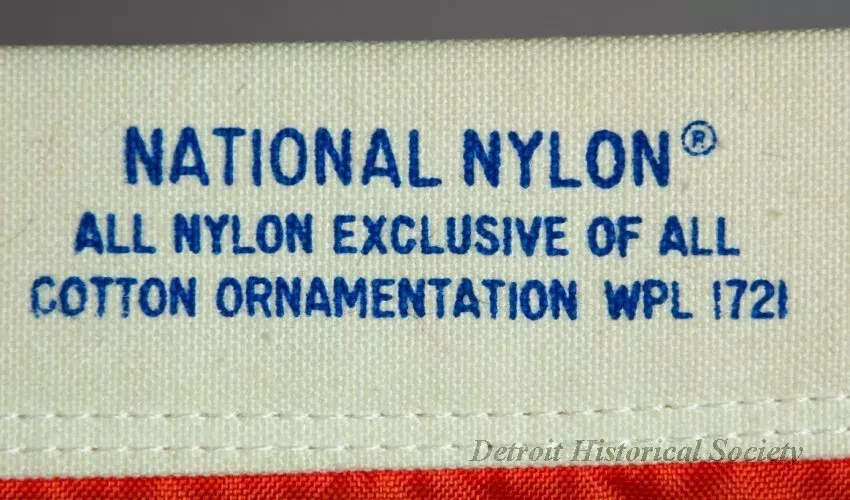 NATIONAL NYLON®
ALL NYLON EXCLUSIVE OF ALL
COTTON ORNAMENTATION WPL 1721
Detroit Historical Society